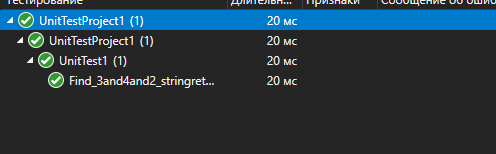 Тестирование Длительн... Признаки Сообщение об ошиб
UnitTestProject1 (1) 20 мс
UnitTestProject1 (1) 20 мс
UnitTest1 (1) 20 мс
Find_3and4and2_stringret... 20 мс